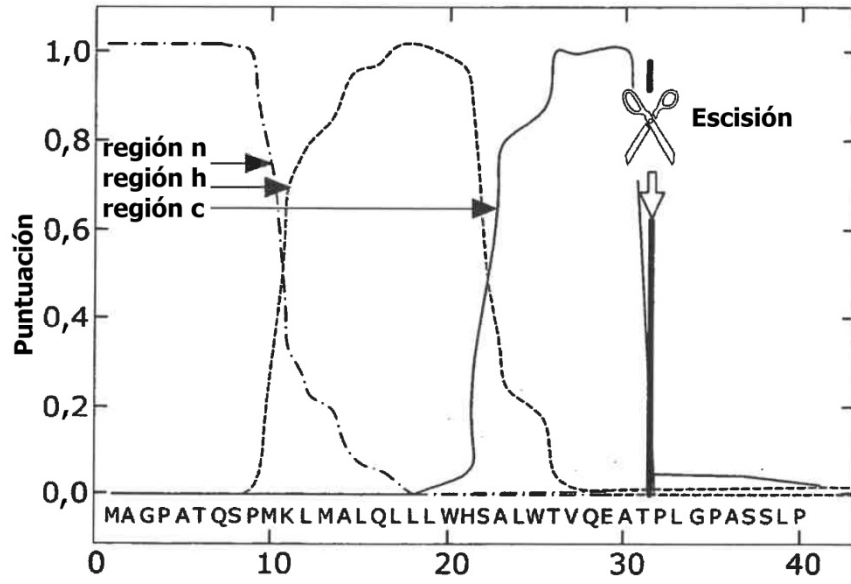 1,0
0,8
0,6
0,4
0,2
0,0
Puntuación
región n
región h
región c
Escisión
MAGPATQSPMKLMALQLLLWHSALWTVQEATPLGPASSLP
0 10 20 30 40